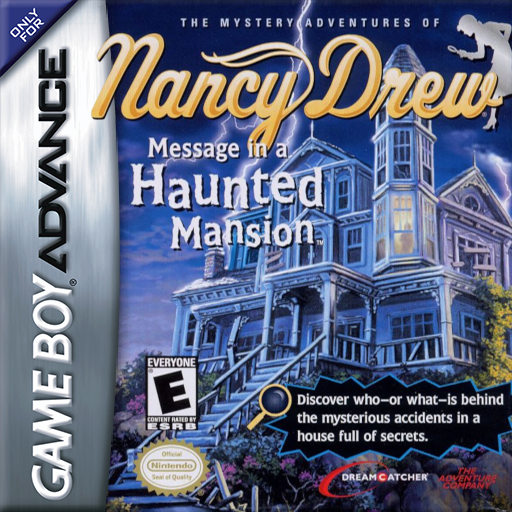 ONLY
FOR
GAME BOY ADVANCE
THE MYSTERY ADVENTURES OF
Nancy Drew®
Message in a
Haunted
Mansion™
EVERYONE
E
CONTENT RATED BY
ESRB
Official
Nintendo
Seal of Quality
Discover who–or what–is behind
the mysterious accidents in a
house full of secrets.
DREAMCATCHER
THE
ADVENTURE
COMPANY